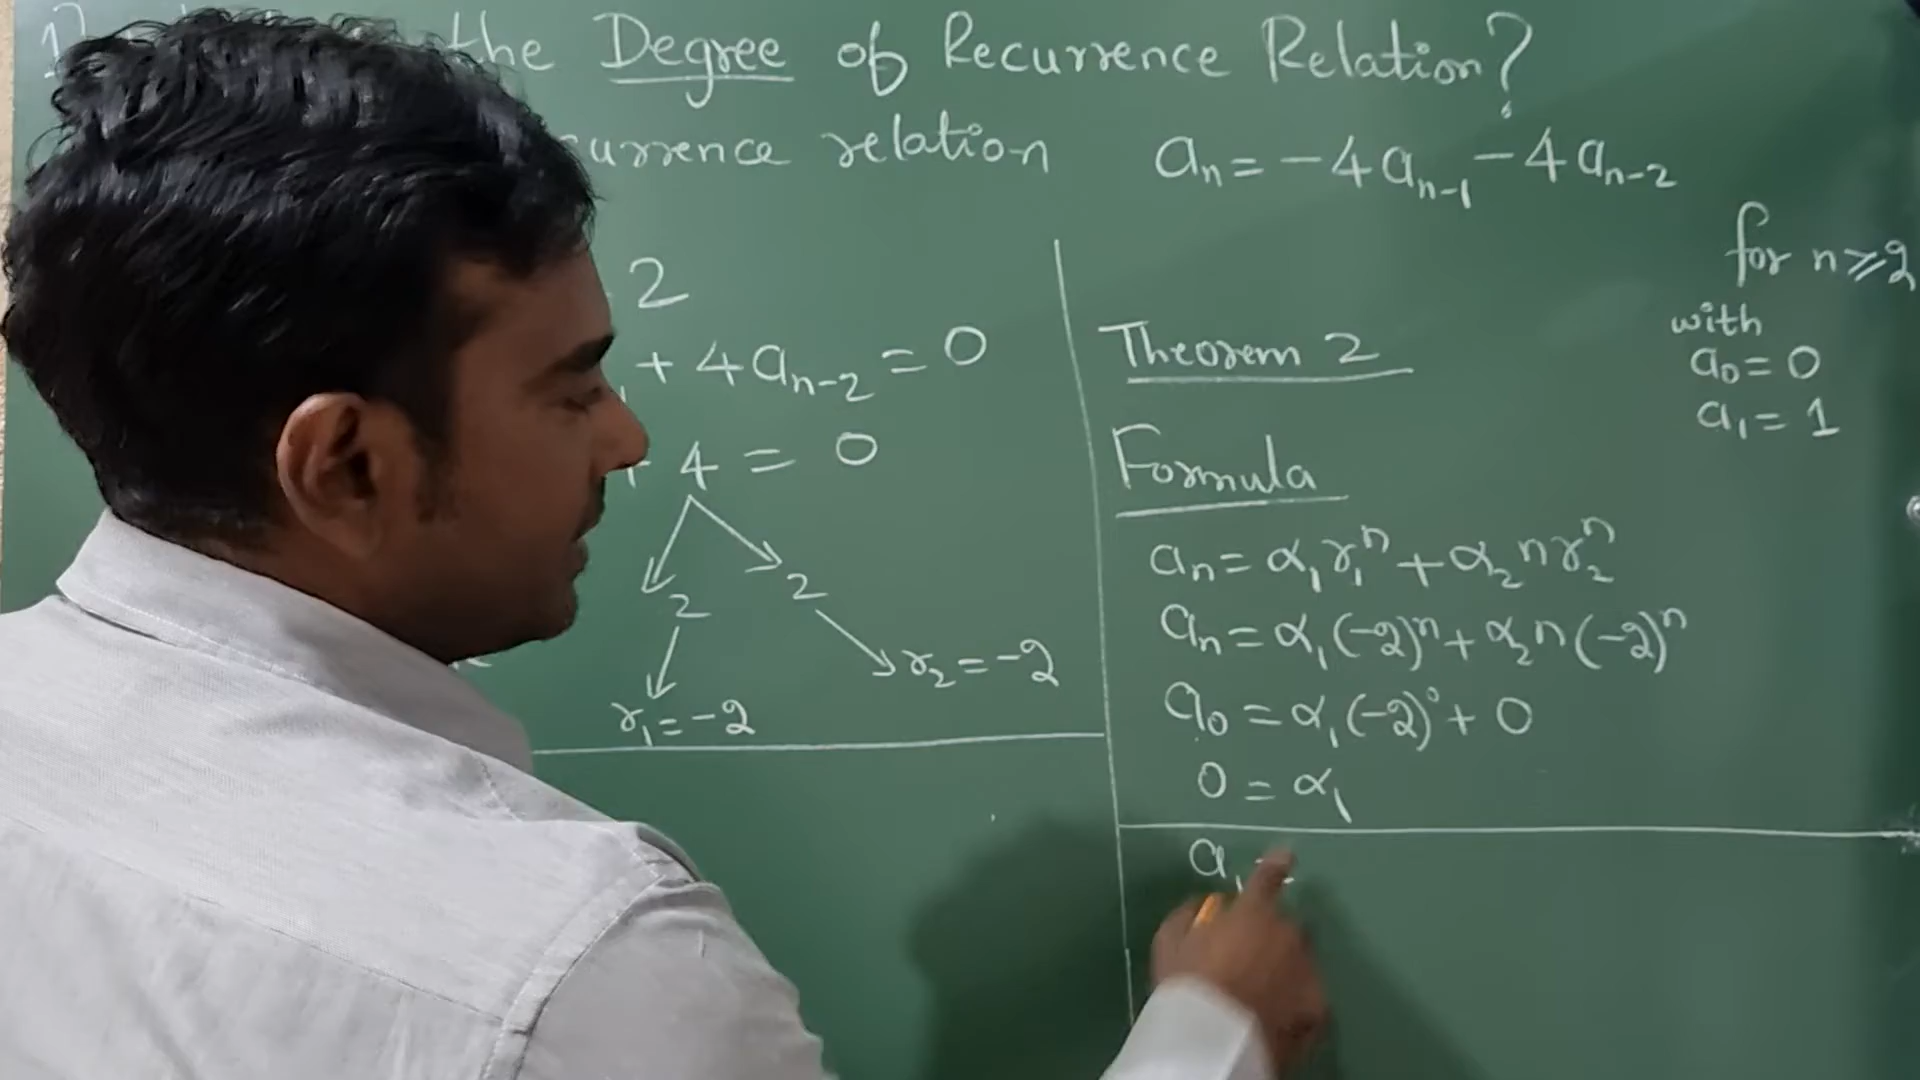 the Degree of Recurrence Relation?
relation aₙ = -4aₙ₋₁ - 4aₙ₋₂
for n ≥ 2
with
a₀ = 0
a₁ = 1
2
+ 4aₙ₋₂ = 0
+ 4 = 0
2 2
r₁ = -2
r₂ = -2
Theorem 2
Formula
aₙ = α₁r₁ⁿ + α₂nr₂ⁿ
aₙ = α₁(-2)ⁿ + α₂n(-2)ⁿ
a₀ = α₁(-2)⁰ + 0
0 = α₁
a₁ =